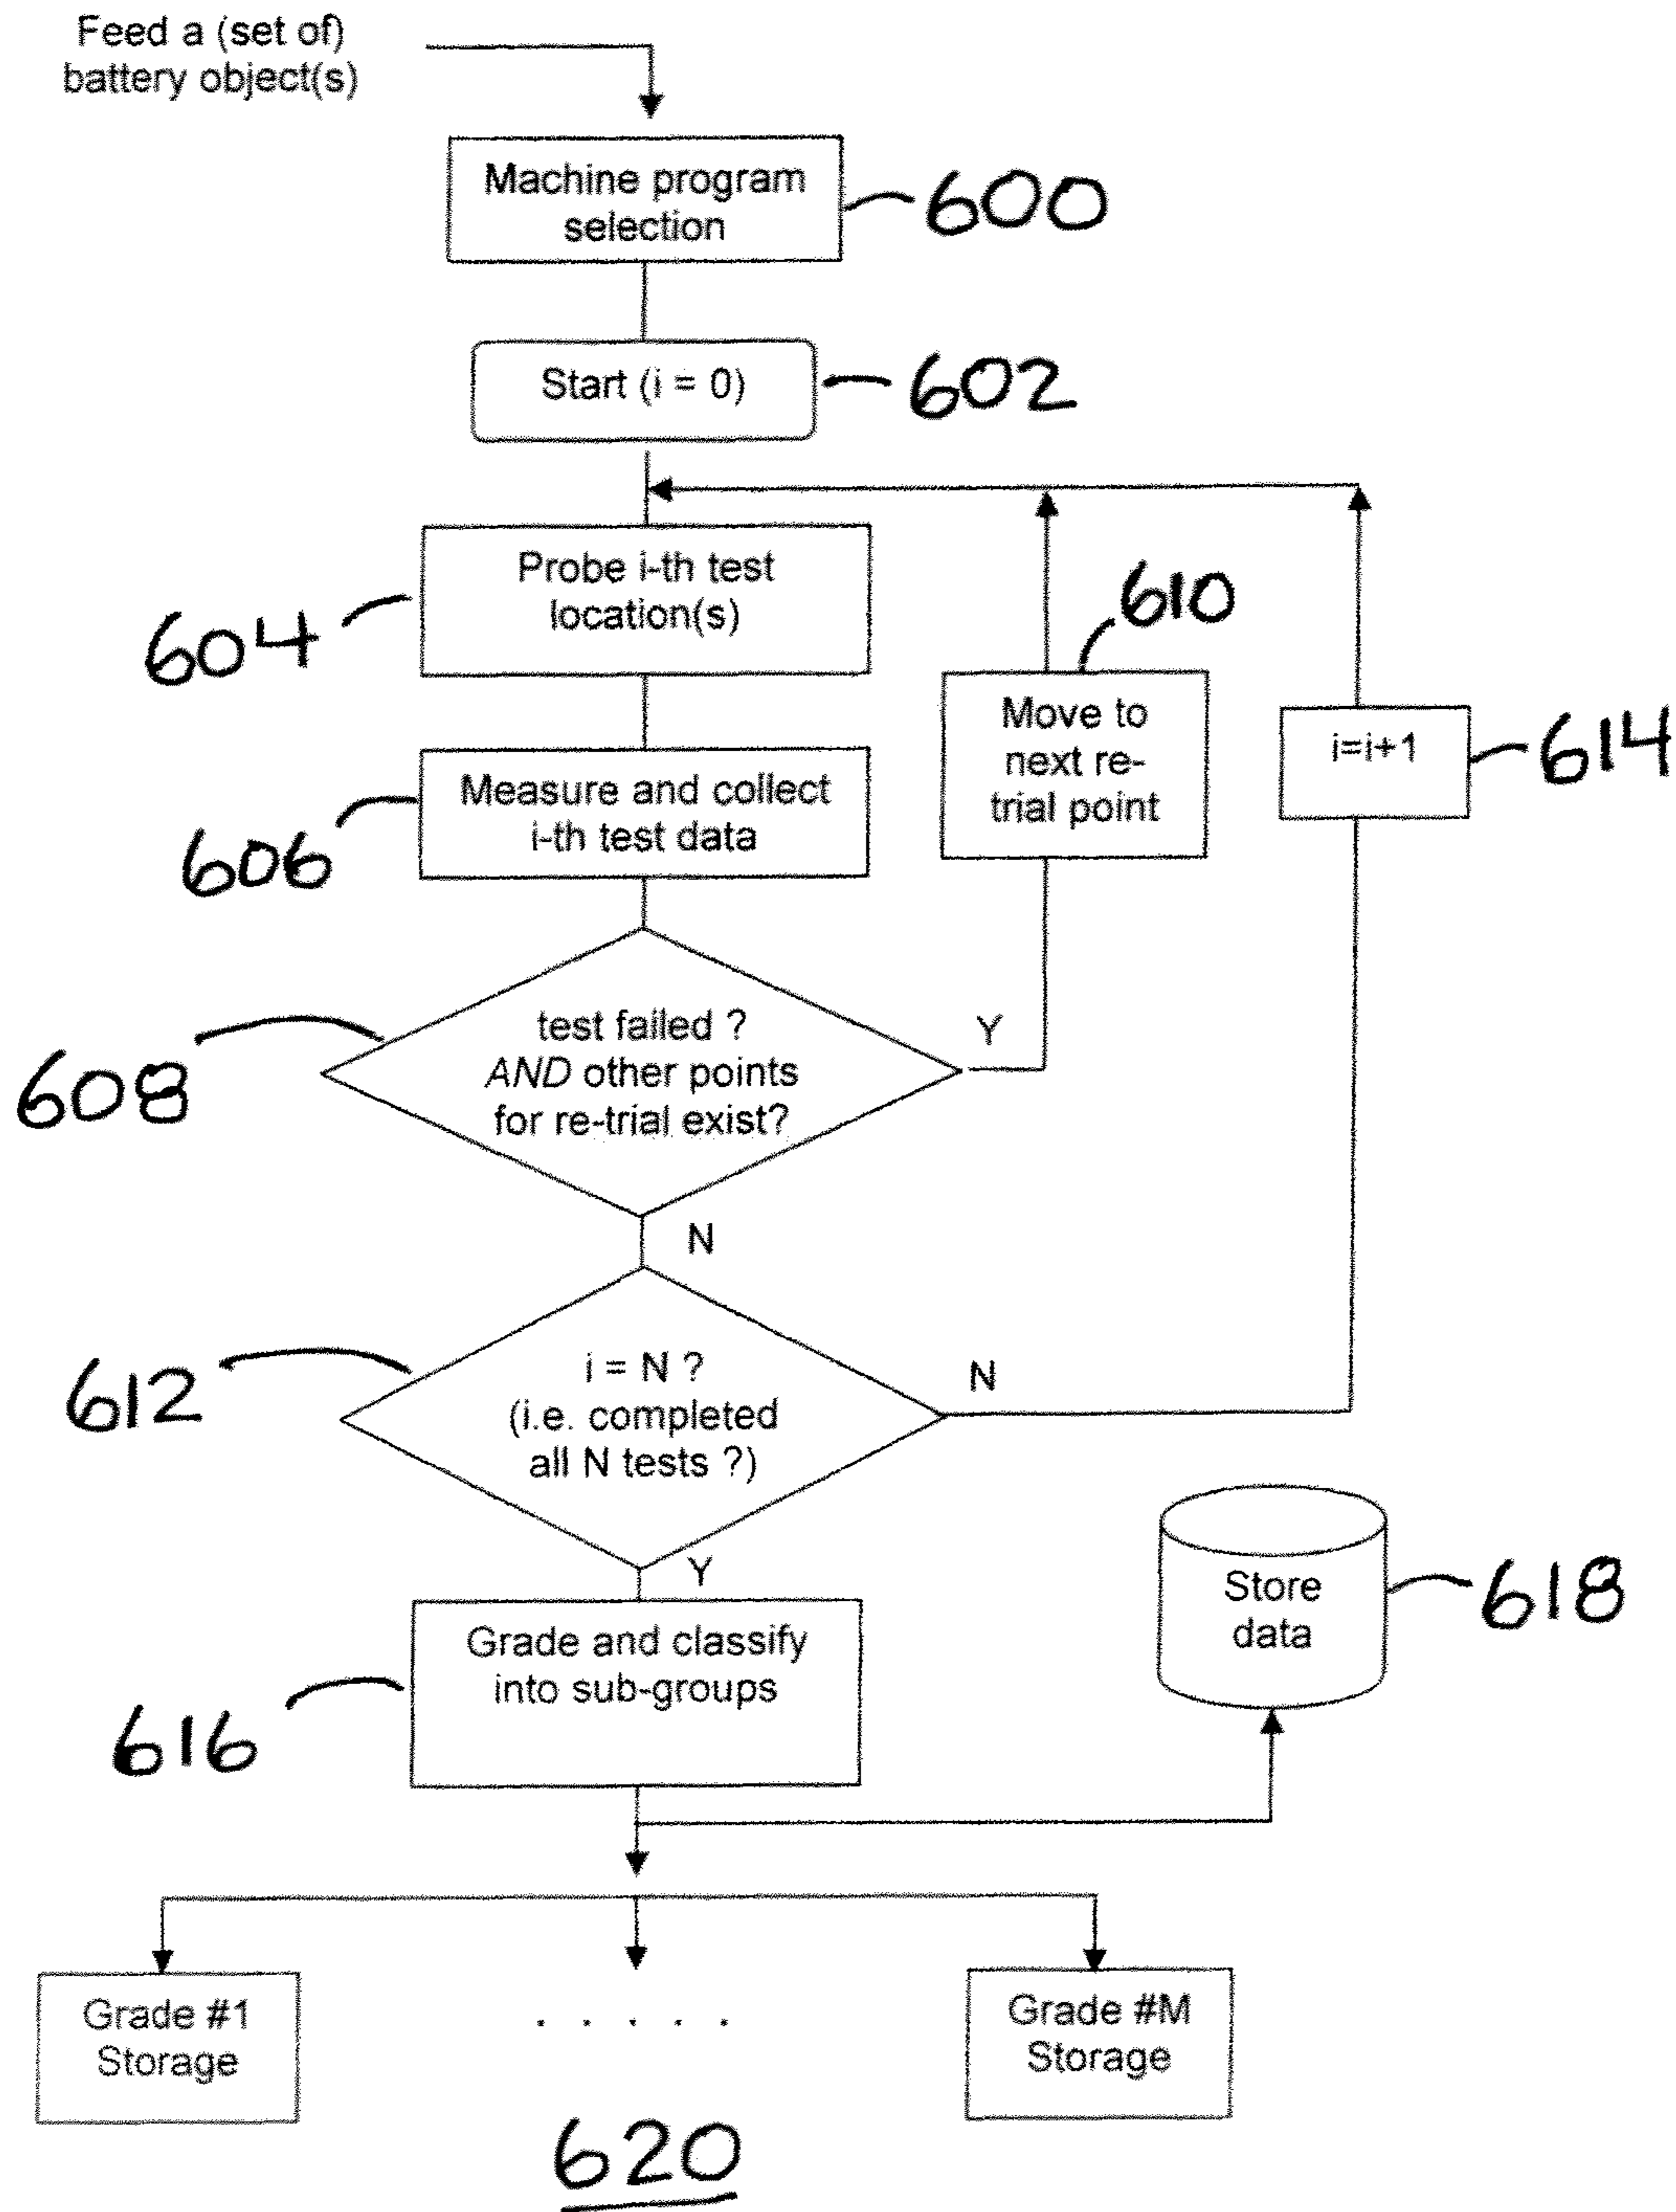 Feed a (set of)
battery object(s)
Machine program
selection
600
Start (i = 0)
602
Probe i-th test
location(s)
604
610
Move to
next re-
trial point
i=i+1
614
Measure and collect
i-th test data
606
test failed ?
AND other points
for re-trial exist?
Y
608
N
i = N ?
(i.e. completed
all N tests ?)
N
612
Y
Grade and classify
into sub-groups
616
Store
data
618
Grade #1
Storage
. . . . .
Grade #M
Storage
620